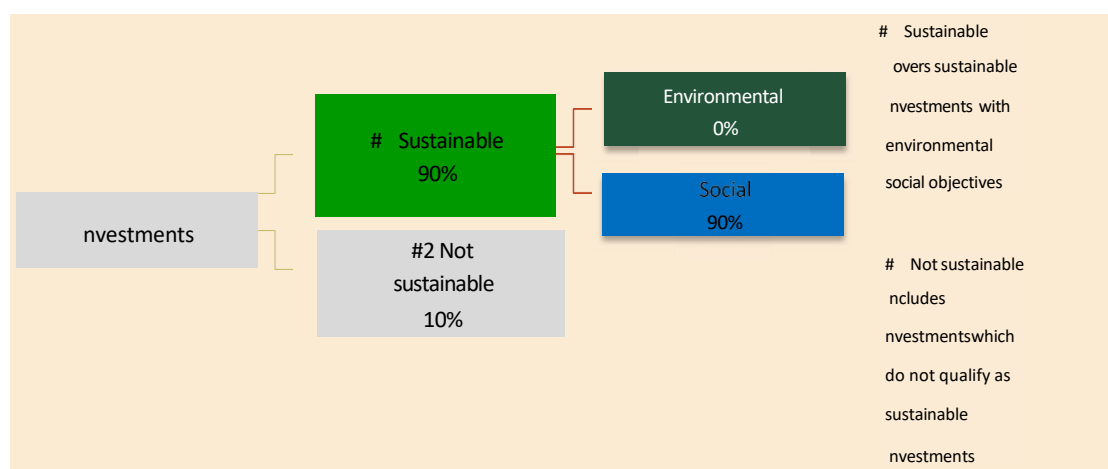 nvestments
# Sustainable
90%
#2 Not
sustainable
10%
Environmental
0%
Social
90%
# Sustainable
overs sustainable
nvestments with
environmental
social objectives
# Not sustainable
ncludes
nvestmentswhich
do not qualify as
sustainable
nvestments